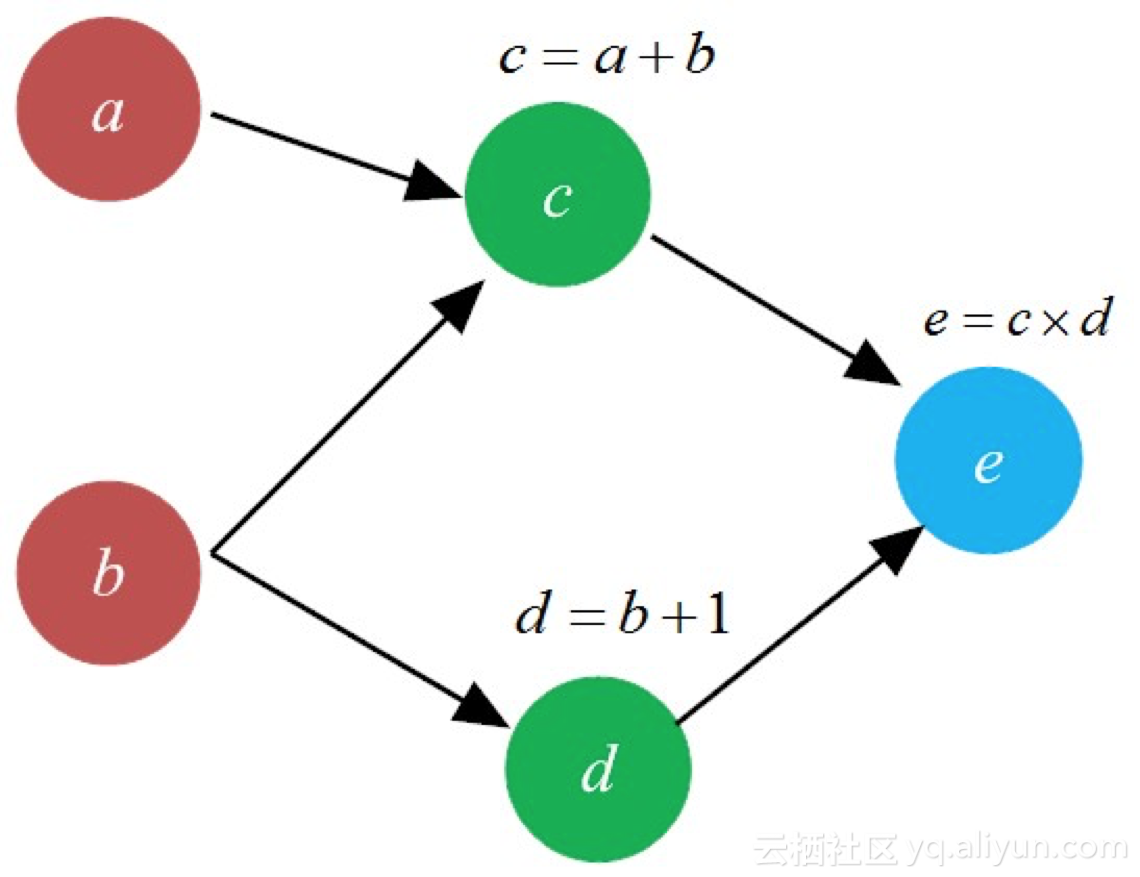 c = a + b
a
c
e = c × d
e
b
d = b + 1
d
云栖社区 yq.aliyun.com